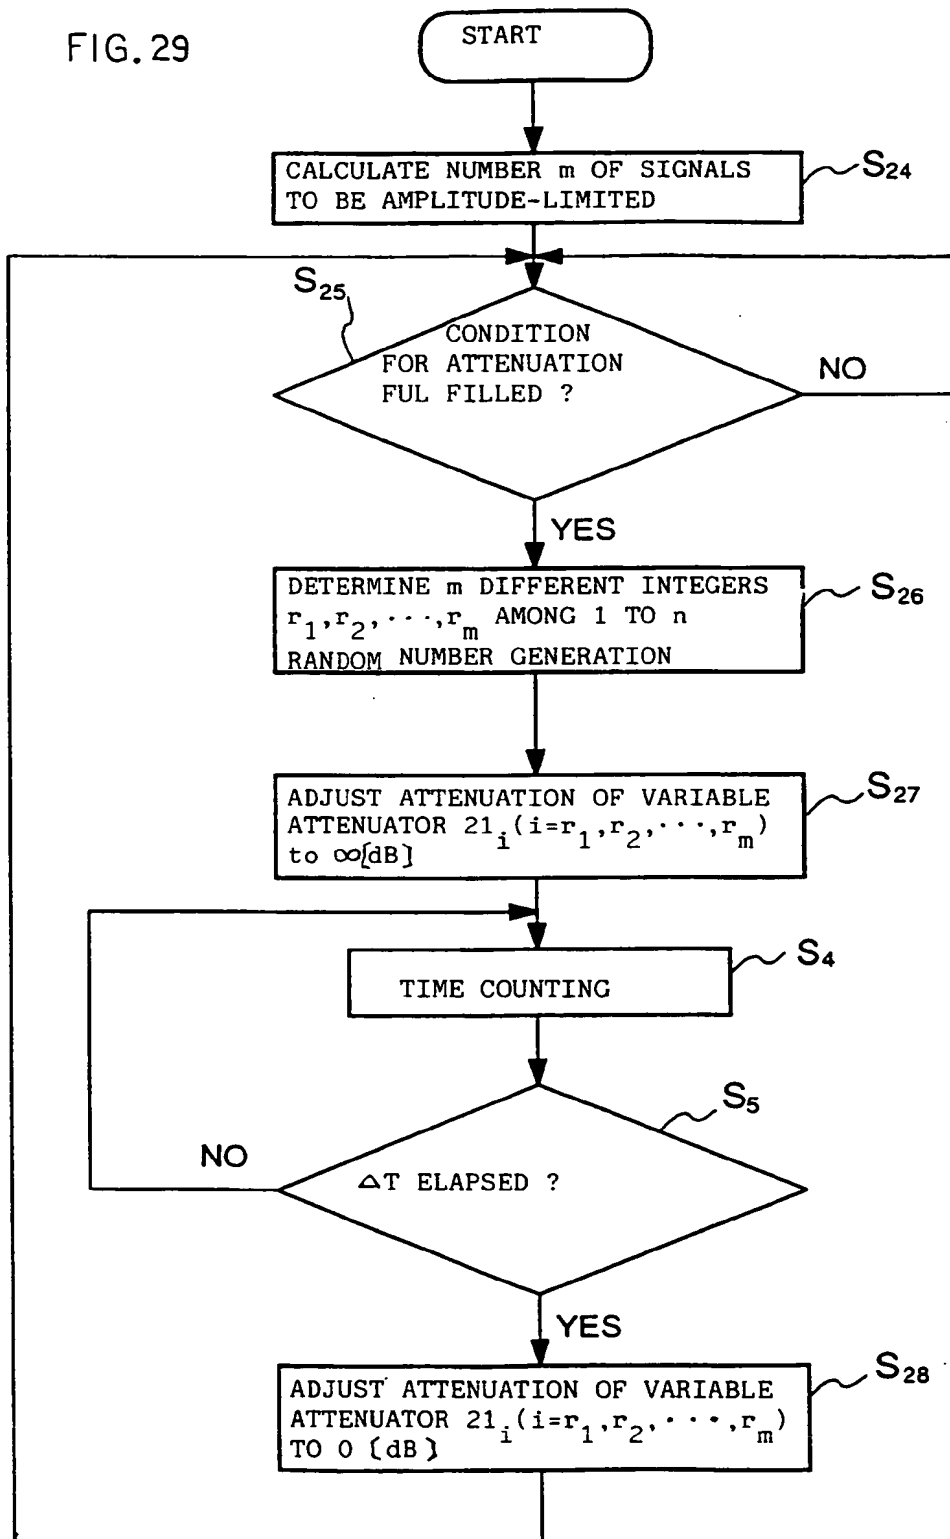 FIG. 29
START
CALCULATE NUMBER m OF SIGNALS
TO BE AMPLITUDE-LIMITED
S24
S25
CONDITION
FOR ATTENUATION
FUL FILLED ?
NO
YES
DETERMINE m DIFFERENT INTEGERS
r1,r2,···,rm AMONG 1 TO n
RANDOM NUMBER GENERATION
S26
ADJUST ATTENUATION OF VARIABLE
ATTENUATOR 21i(i=r1,r2,···,rm)
to ∞[dB]
S27
TIME COUNTING
S4
S5
NO
△T ELAPSED ?
YES
ADJUST ATTENUATION OF VARIABLE
ATTENUATOR 21i(i=r1,r2,···,rm)
TO 0 [dB]
S28